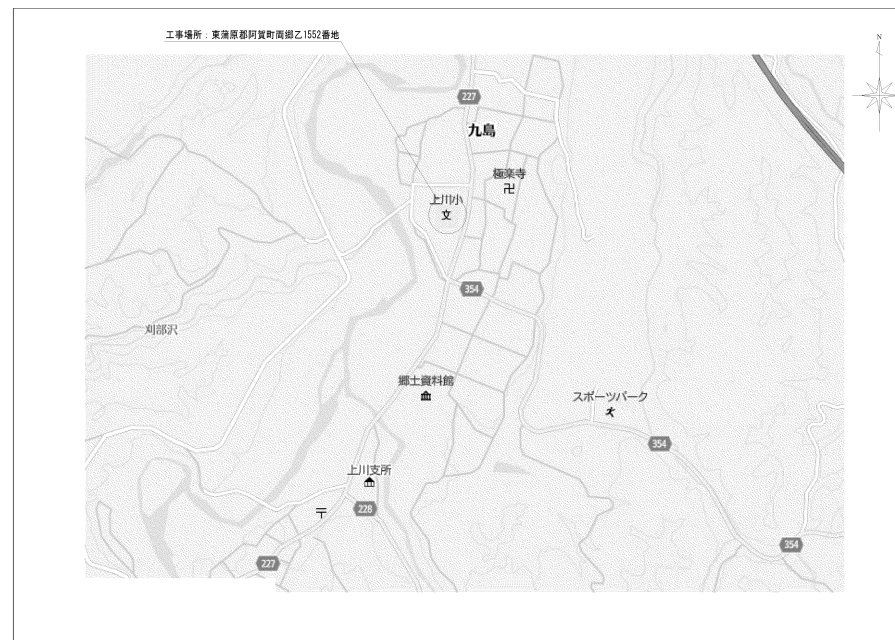 工事場所：東蒲原郡阿賀町両郷乙1552番地
N
227
九島
極楽寺
上川小
文
354
刈部沢
郷土資料館
スポーツパーク
354
上川支所
228
354
227